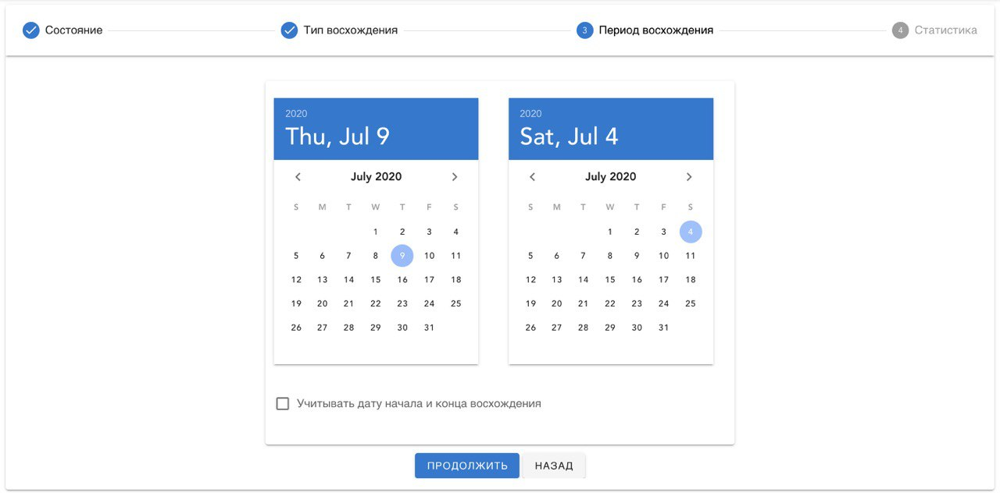 Состояние
Тип восхождения
3 Период восхождения
4 Статистика
2020
Thu, Jul 9
July 2020
S M T W T F S
1 2 3 4
5 6 7 8 9 10 11
12 13 14 15 16 17 18
19 20 21 22 23 24 25
26 27 28 29 30 31
2020
Sat, Jul 4
July 2020
S M T W T F S
1 2 3 4
5 6 7 8 9 10 11
12 13 14 15 16 17 18
19 20 21 22 23 24 25
26 27 28 29 30 31
Учитывать дату начала и конца восхождения
ПРОДОЛЖИТЬ
НАЗАД